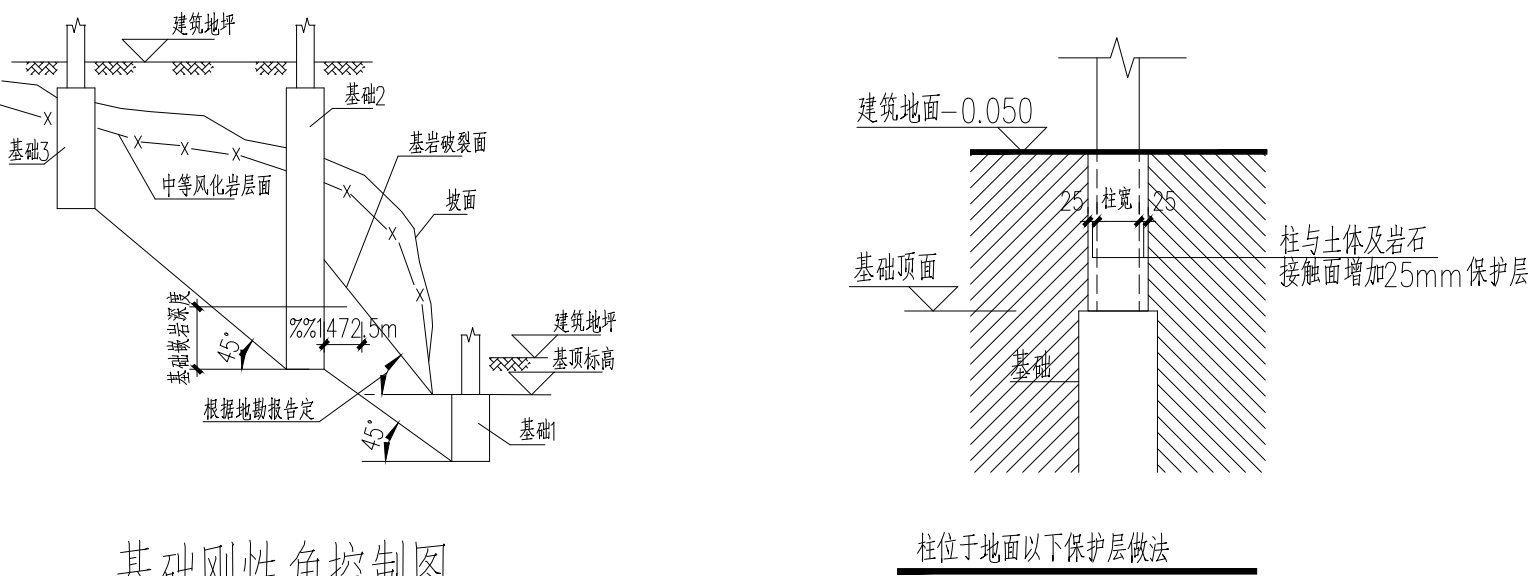 建筑地坪
基础2
基岩破裂面
基础3
中等风化岩层面
坡面
基础嵌岩深度
%%1472.5m
45°
建筑地坪
基顶标高
根据地勘报告定
45°
基础1
基础刚性角控制图
建筑地面-0.050
25
柱宽
25
柱与土体及岩石
接触面增加25mm保护层
基础顶面
基础
柱位于地面以下保护层做法